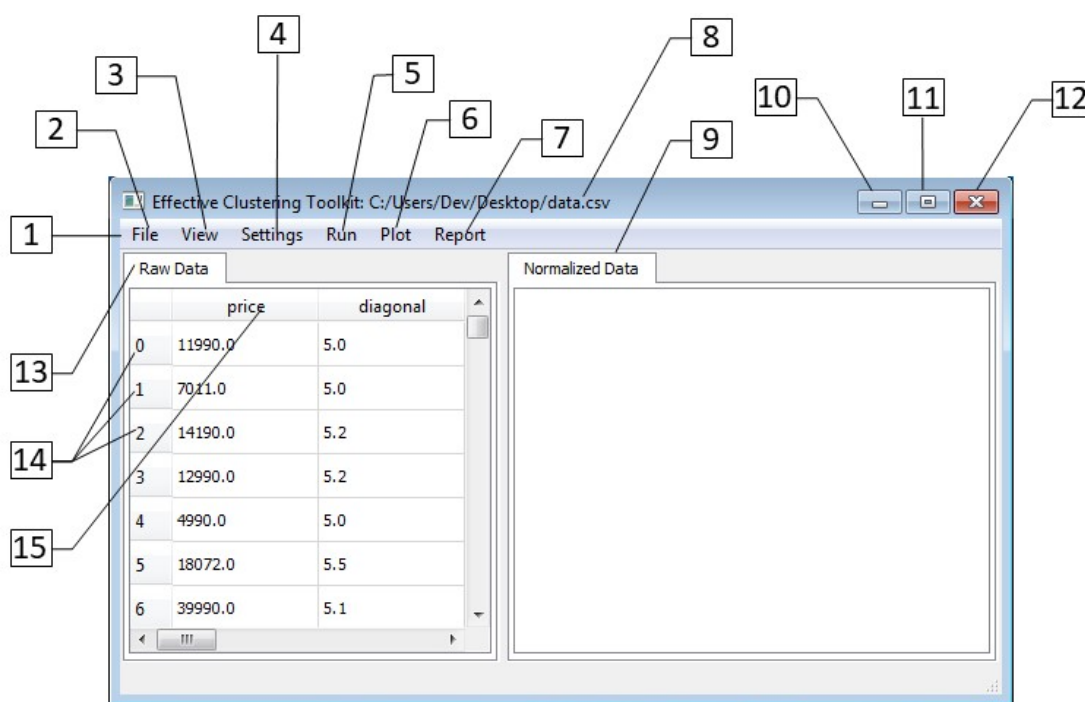 4
8
3
5
10
11
12
2
6
7
9
Effective Clustering Toolkit: C:/Users/Dev/Desktop/data.csv
1
File View Settings Run Plot Report
Raw Data
Normalized Data
price diagonal
0 11990.0 5.0
13
1 7011.0 5.0
2 14190.0 5.2
14
3 12990.0 5.2
4 4990.0 5.0
15
5 18072.0 5.5
6 39990.0 5.1